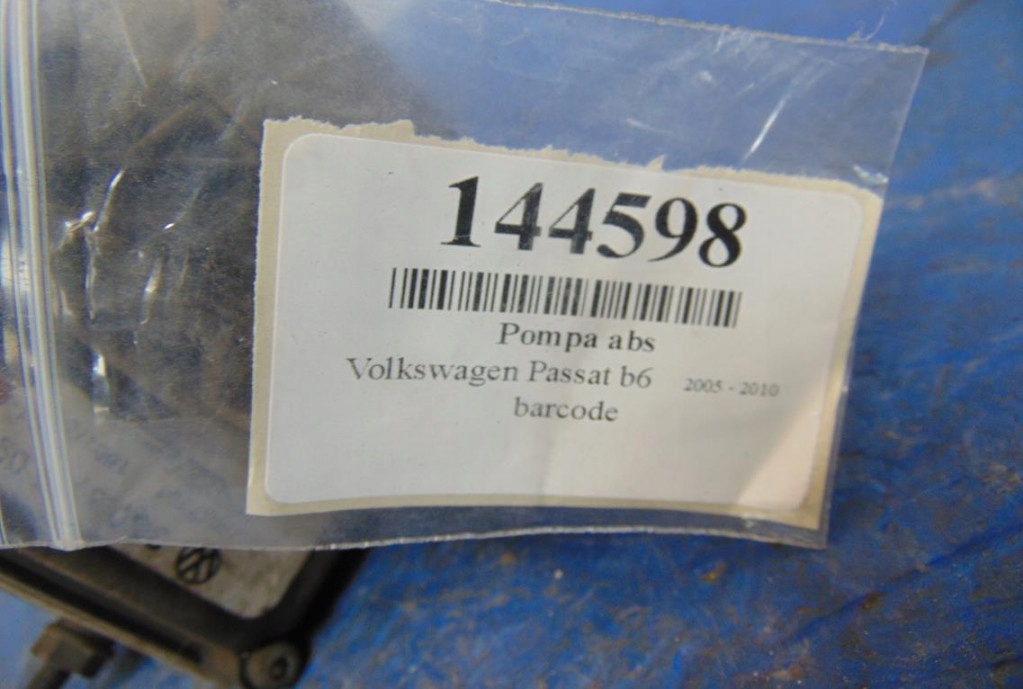 144598
Pompa abs
Volkswagen Passat b6 2005 - 2010
barcode